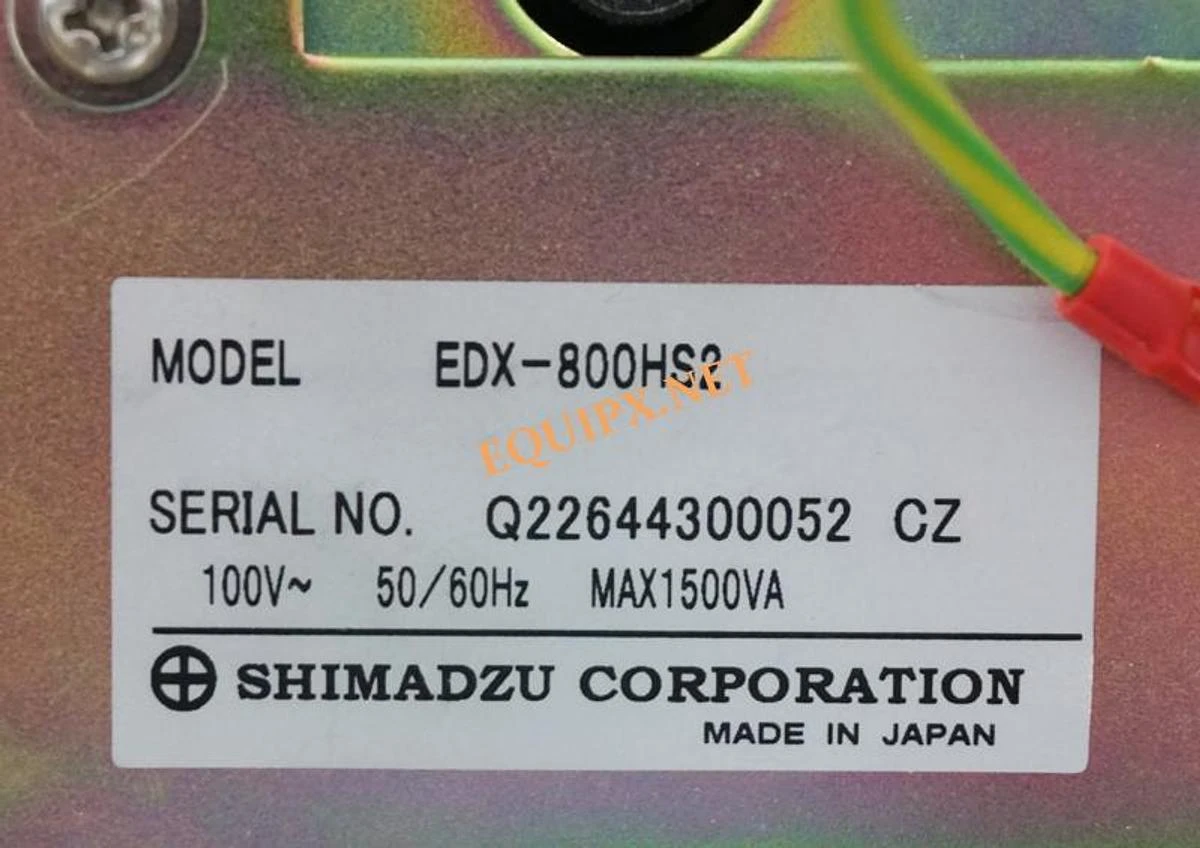 MODEL EDX-800HS2
EQUIPX.NET
SERIAL NO. Q22644300052 CZ
100V~ 50/60Hz MAX1500VA
SHIMADZU CORPORATION
MADE IN JAPAN